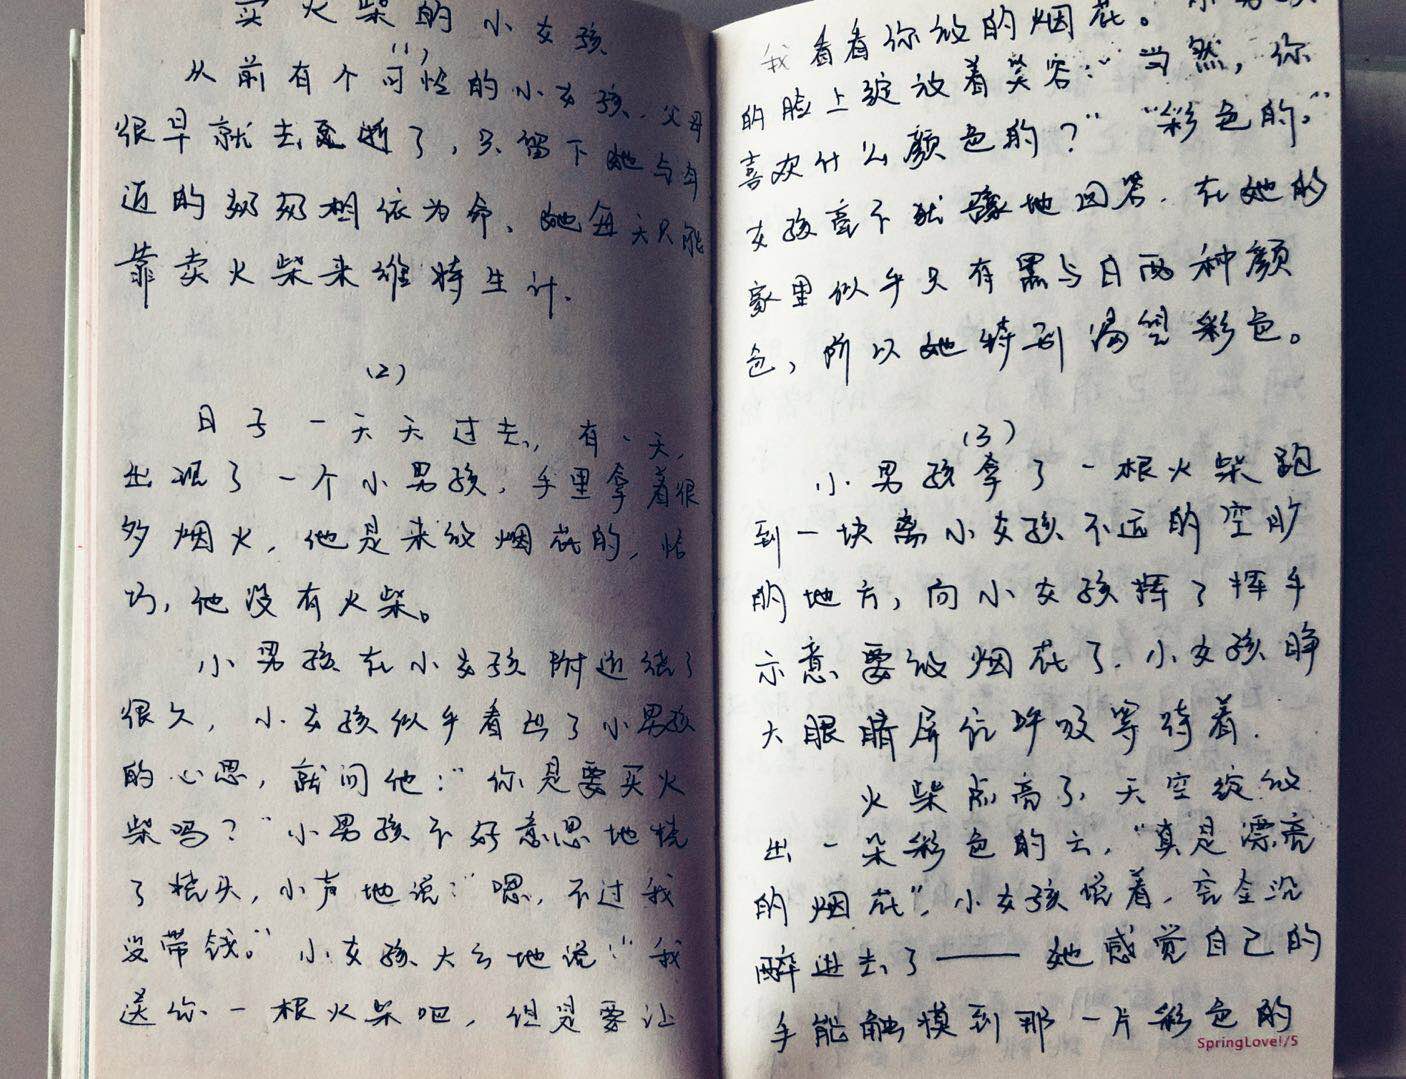 买火柴的小女孩
(1)
从前有个可怜的小女孩.父母
很早就去逝了,只留下她与年
迈的奶奶相依为命,她每天只能
靠卖火柴来维持生计.
(2)
日子一天天过去,有一天,
出现了一个小男孩,手里拿着很
多烟火,他是来放烟花的,恰
巧,他没有火柴。
小男孩在小女孩附近绕了
很久,小女孩似乎看出了小男孩
的心思,就问他:“你是要买火
柴吗?”小男孩不好意思地挠
了挠头,小声地说:“嗯,不过我
没带钱。”小女孩大方地说:“我
送你一根火柴吧,但是要让
我看看你放的烟花。”小男孩
的脸上绽放着笑容:“当然,你
喜欢什么颜色的?”“彩色的。”
女孩毫不犹豫地回答.在她的
家里似乎只有黑与白两种颜
色,所以她特别渴望彩色。
(3)
小男孩拿了一根火柴跑
到一块离小女孩不远的空旷
的地方,向小女孩挥了挥手
示意要放烟花了.小女孩睁
大眼睛屏住呼吸等待着.
火柴点亮了,天空绽放
出一朵彩色的云,“真是漂亮
的烟花”,小女孩说着,完全沉
醉进去了——她感觉自己的
手能触摸到那一片彩色的
SpringLove!/5